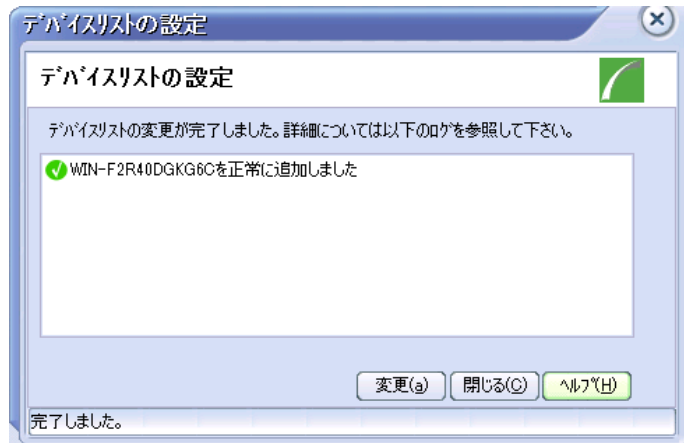 デバイスリストの設定
デバイスリストの設定
デバイスリストの変更が完了しました。詳細については以下のログを参照して下さい。
WIN-F2R40DGKG6Cを正常に追加しました
変更(a) 閉じる(C) ヘルプ(H)
完了しました。